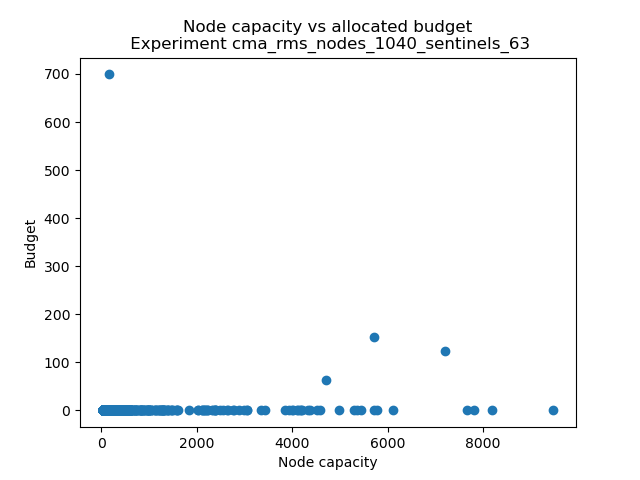 Node capacity vs allocated budget
Experiment cma_rms_nodes_1040_sentinels_63
700
600
500
400
300
200
100
0
Budget
0 2000 4000 6000 8000
Node capacity